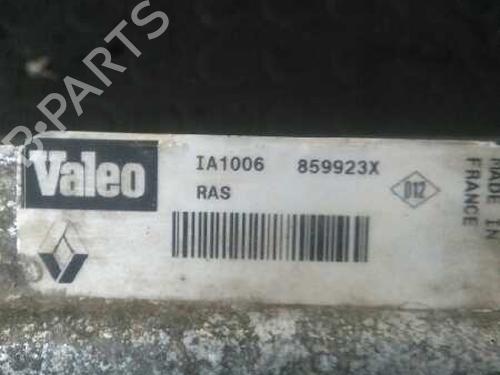 Valeo
IA1006 859923X
RAS
D12
MADE IN
FRANCE
B-PARTS